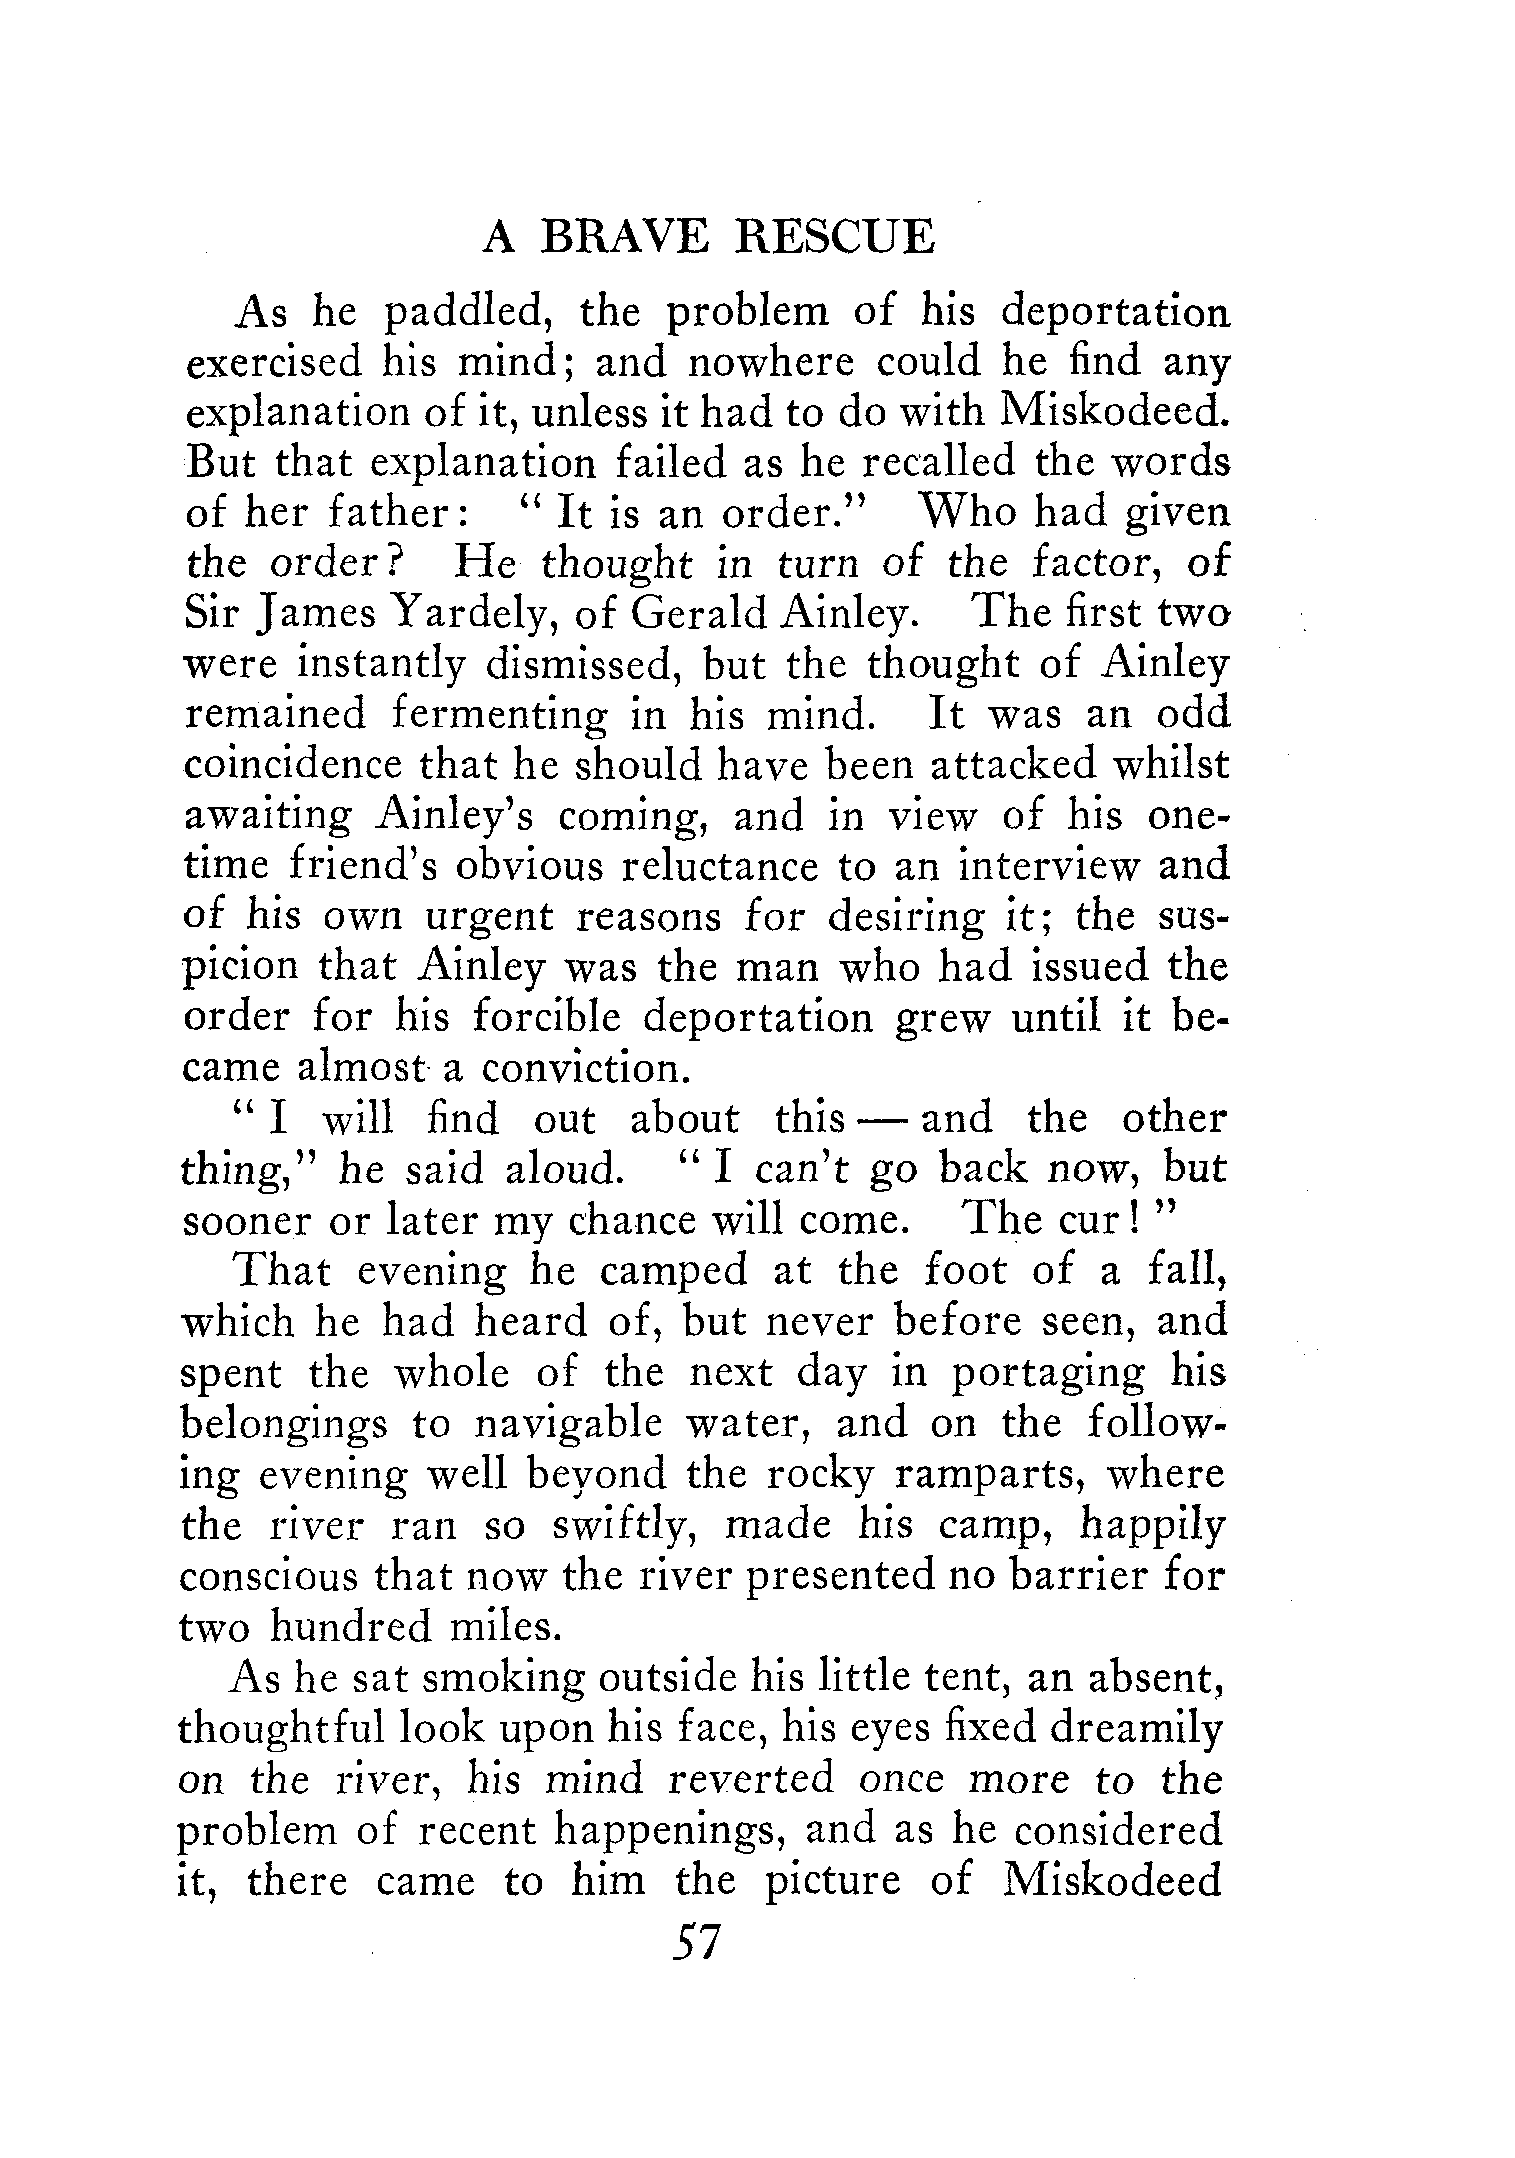 A BRAVE RESCUE
As he paddled, the problem of his deportation
exercised his mind; and nowhere could he find any
explanation of it, unless it had to do with Miskodeed.
But that explanation failed as he recalled the words
of her father: “ It is an order.” Who had given
the order? He thought in turn of the factor, of
Sir James Yardely, of Gerald Ainley. The first two
were instantly dismissed, but the thought of Ainley
remained fermenting in his mind. It was an odd
coincidence that he should have been attacked whilst
awaiting Ainley’s coming, and in view of his one-
time friend’s obvious reluctance to an interview and
of his own urgent reasons for desiring it; the sus-
picion that Ainley was the man who had issued the
order for his forcible deportation grew until it be-
came almost a conviction.
“ I will find out about this — and the other
thing,” he said aloud. “ I can’t go back now, but
sooner or later my chance will come. The cur! ”
That evening he camped at the foot of a fall,
which he had heard of, but never before seen, and
spent the whole of the next day in portaging his
belongings to navigable water, and on the follow-
ing evening well beyond the rocky ramparts, where
the river ran so swiftly, made his camp, happily
conscious that now the river presented no barrier for
two hundred miles.
As he sat smoking outside his little tent, an absent,
thoughtful look upon his face, his eyes fixed dreamily
on the river, his mind reverted once more to the
problem of recent happenings, and as he considered
it, there came to him the picture of Miskodeed
57